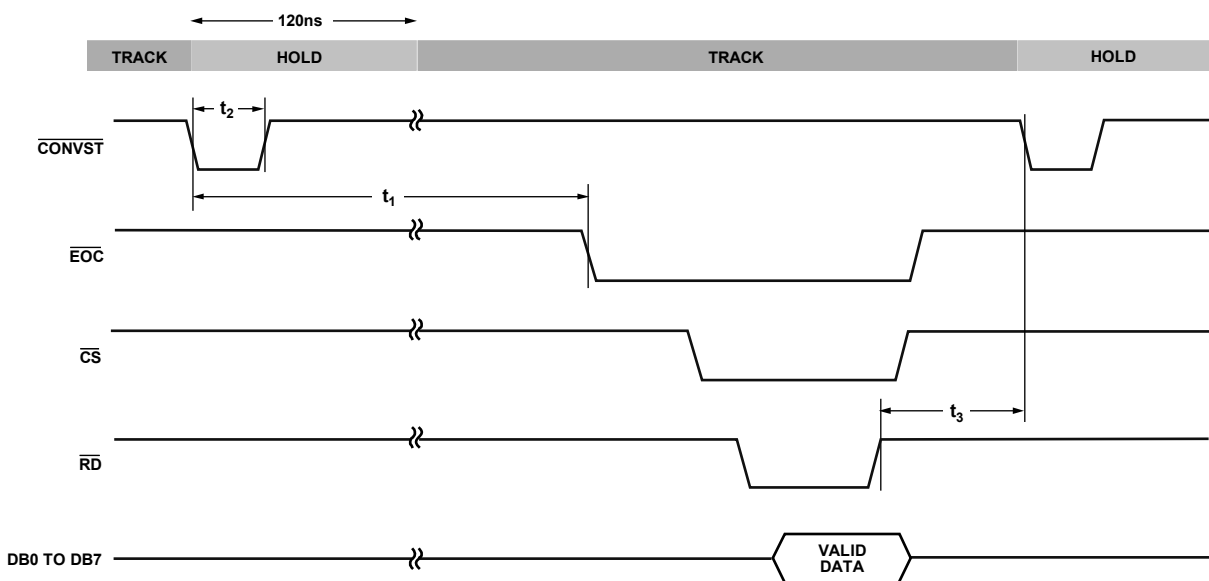 120ns
TRACK HOLD TRACK HOLD
t2
CONVST
t1
EOC
CS
t3
RD
DB0 TO DB7
VALID
DATA